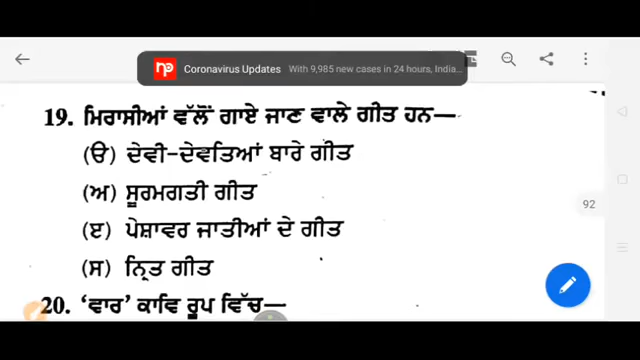 Coronavirus Updates With 9,985 new cases in 24 hours, India...
19. ਮਿਰਾਸੀਆਂ ਵੱਲੋਂ ਗਾਏ ਜਾਣ ਵਾਲੇ ਗੀਤ ਹਨ—
(ੳ) ਦੇਵੀ-ਦੇਵਤਿਆਂ ਬਾਰੇ ਗੀਤ
(ਅ) ਸੂਰਮਗਤੀ ਗੀਤ
92
(ੲ) ਪੇਸ਼ਾਵਰ ਜਾਤੀਆਂ ਦੇ ਗੀਤ
(ਸ) ਨ੍ਰਿਤ ਗੀਤ
20. ‘ਵਾਰ’ ਕਾਵਿ ਰੂਪ ਵਿੱਚ—